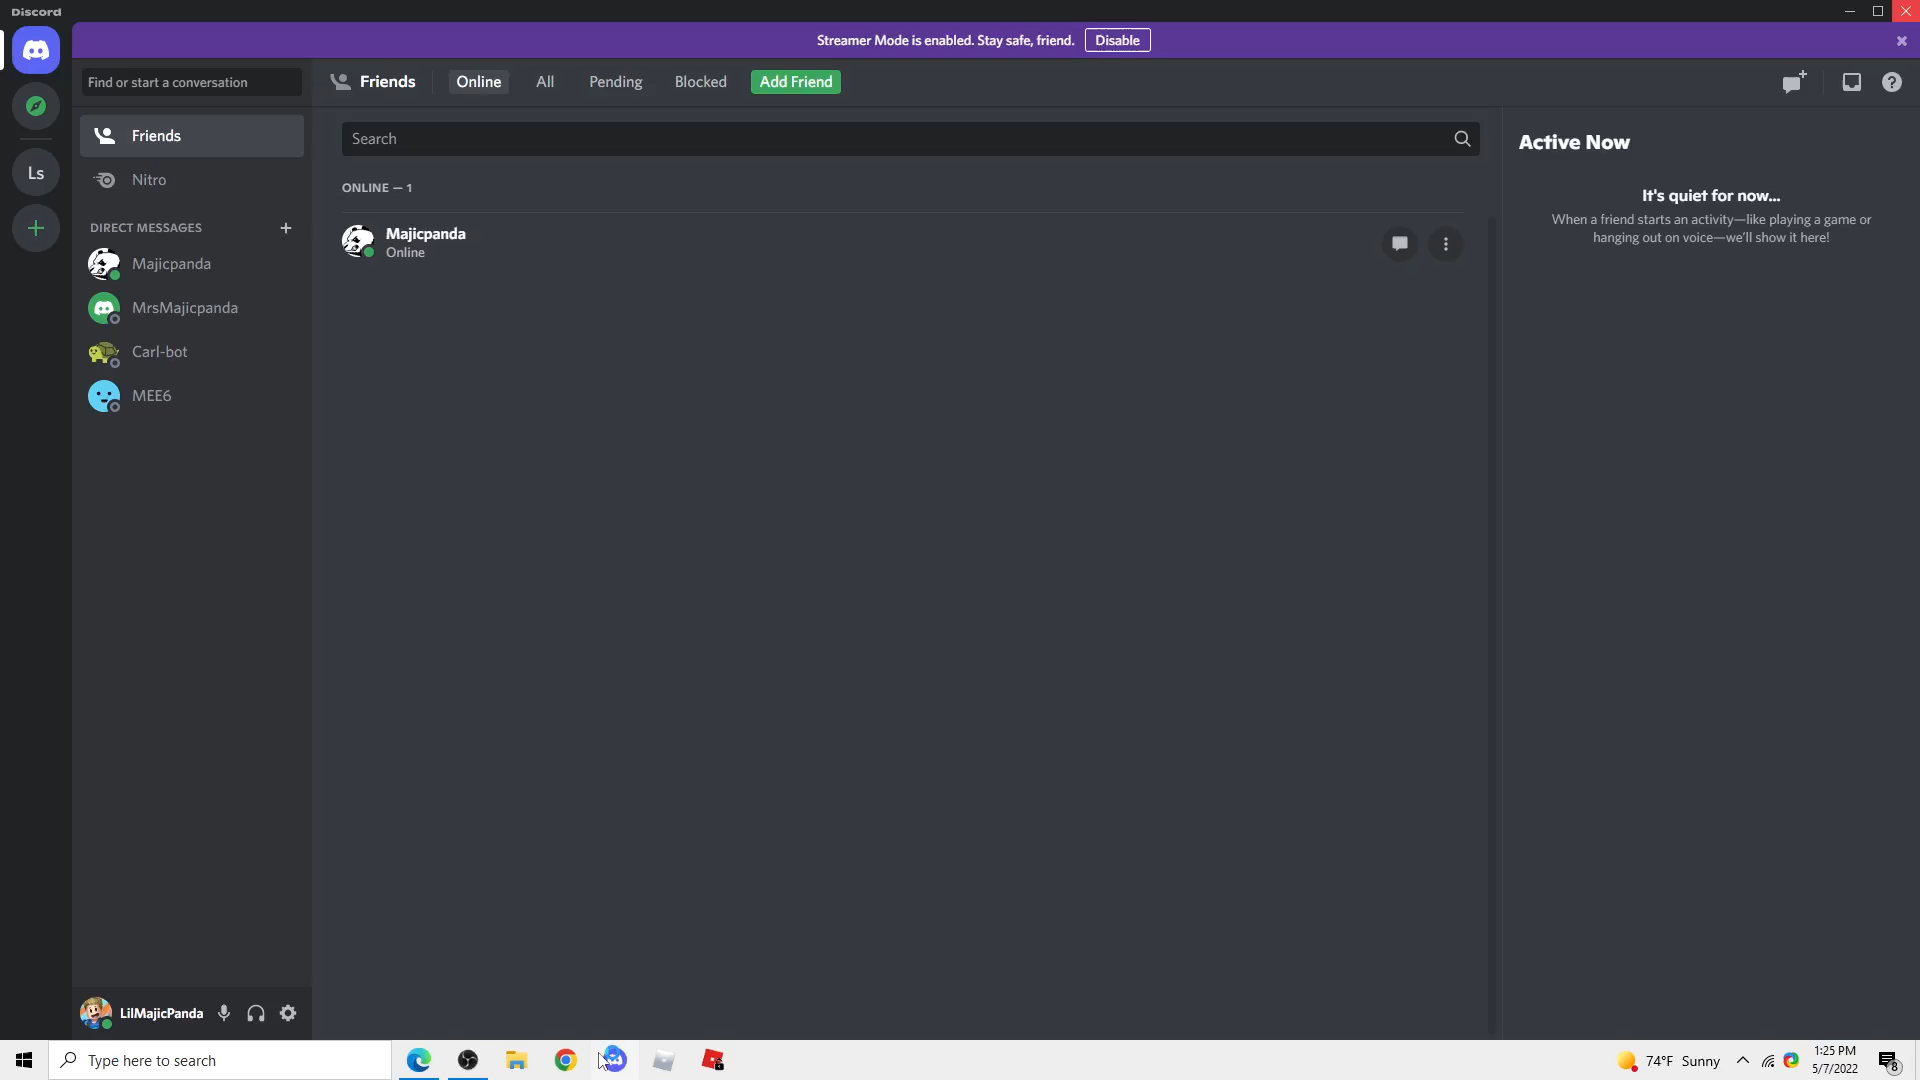 Discord
Streamer Mode is enabled. Stay safe, friend.
Disable
Find or start a conversation
Friends
Online
All
Pending
Blocked
Add Friend
Friends
Nitro
DIRECT MESSAGES
Majicpanda
MrsMajicpanda
Carl-bot
MEE6
Ls
Search
ONLINE — 1
Majicpanda
Online
Active Now
It's quiet for now...
When a friend starts an activity—like playing a game or
hanging out on voice—we'll show it here!
LilMajicPanda
Type here to search
74°F Sunny
1:25 PM
5/7/2022
8